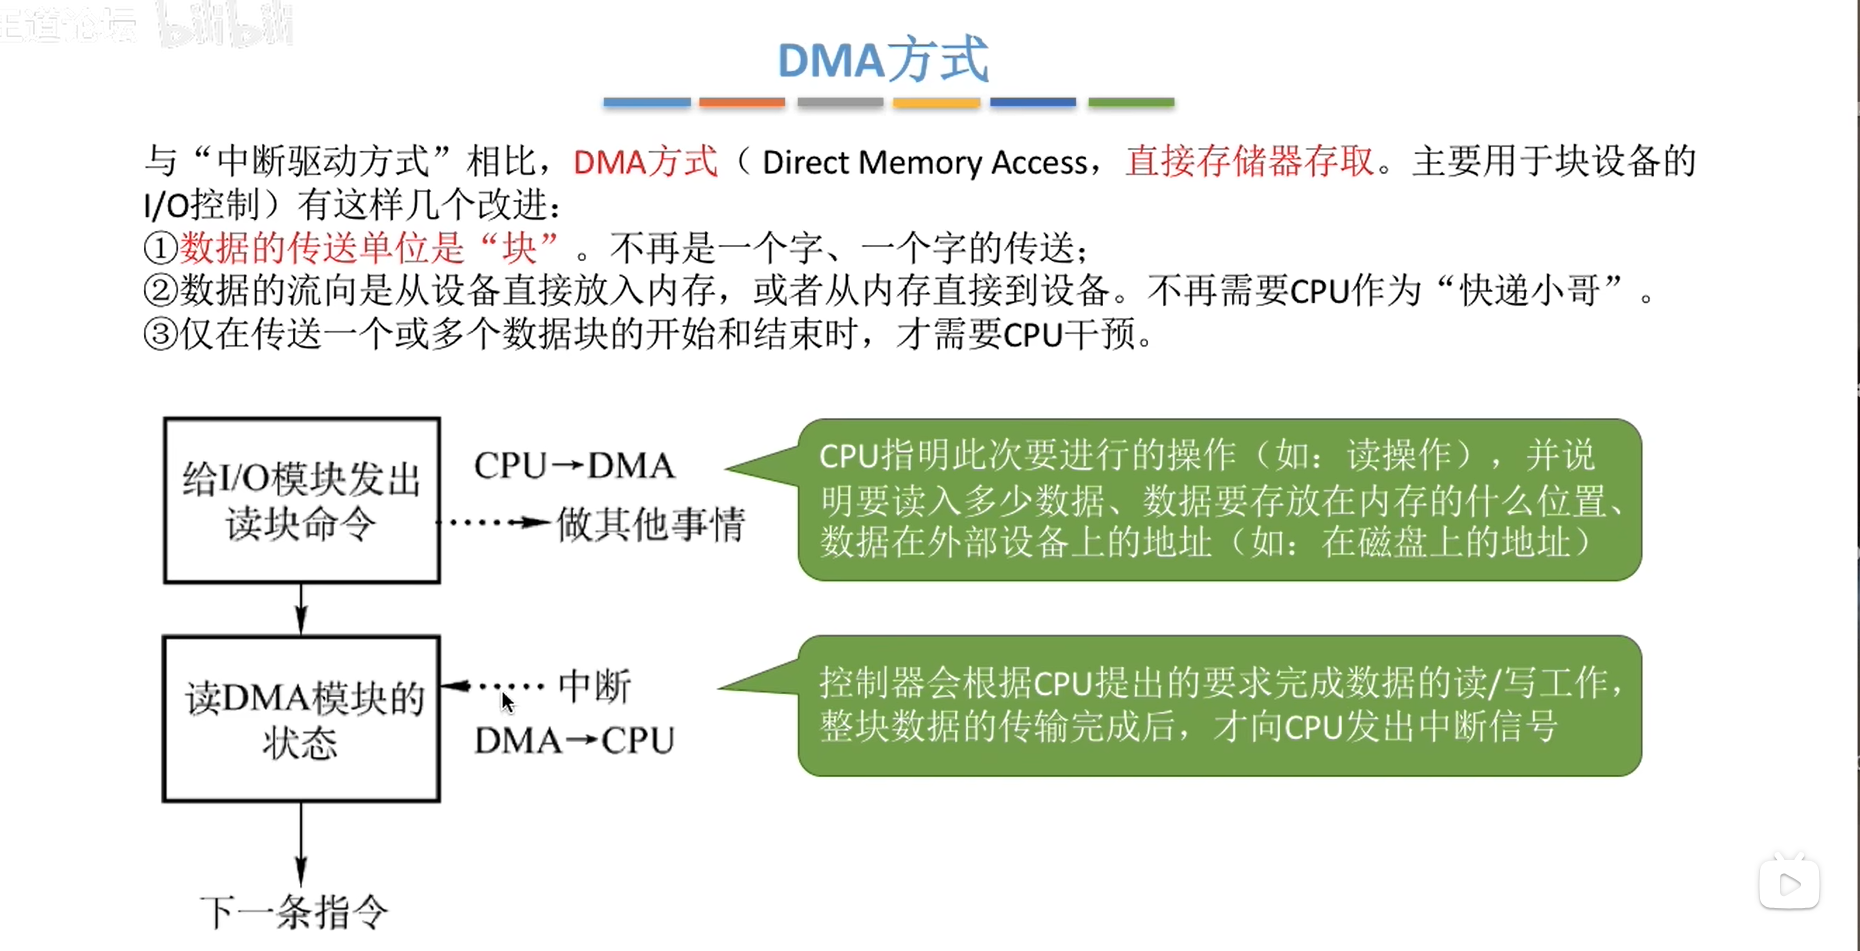 王道论坛 bilibili
DMA方式
与“中断驱动方式”相比，DMA方式（ Direct Memory Access，直接存储器存取。主要用于块设备的
I/O控制）有这样几个改进：
①数据的传送单位是“块”。不再是一个字、一个字的传送；
②数据的流向是从设备直接放入内存，或者从内存直接到设备。不再需要CPU作为“快递小哥”。
③仅在传送一个或多个数据块的开始和结束时，才需要CPU干预。
给I/O模块发出
读块命令
CPU→DMA
做其他事情
CPU指明此次要进行的操作（如：读操作），并说
明要读入多少数据、数据要存放在内存的什么位置、
数据在外部设备上的地址（如：在磁盘上的地址）
读DMA模块的
状态
中断
DMA→CPU
控制器会根据CPU提出的要求完成数据的读/写工作，
整块数据的传输完成后，才向CPU发出中断信号
下一条指令